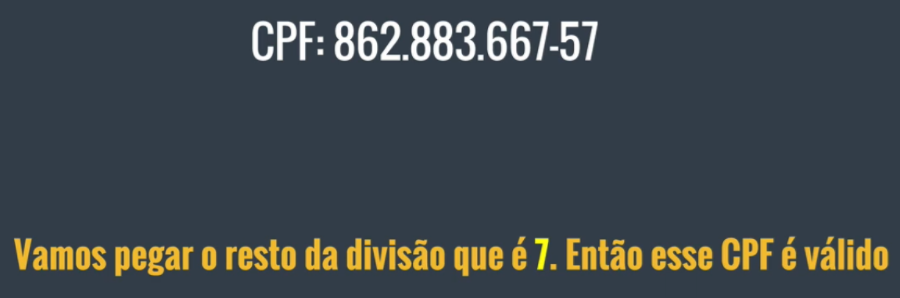 CPF: 862.883.667-57
Vamos pegar o resto da divisão que é 7. Então esse CPF é válido